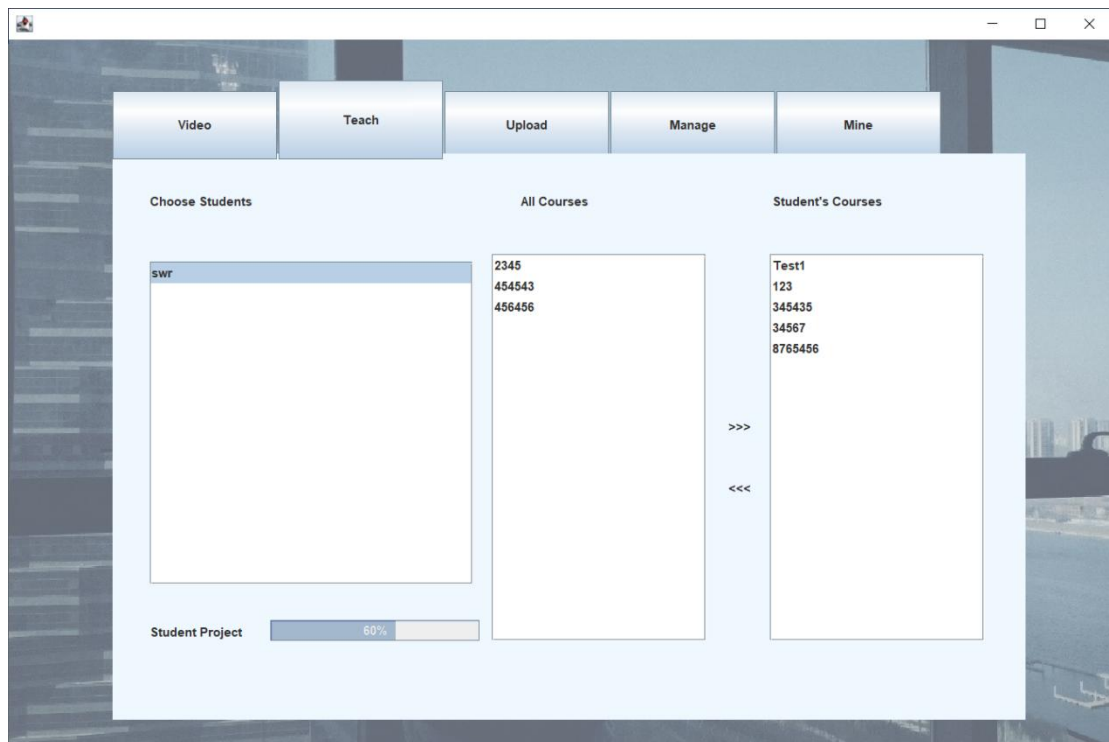 Video
Teach
Upload
Manage
Mine
Choose Students
All Courses
Student's Courses
swr
2345
454543
456456
Test1
123
345435
34567
8765456
>>>
<<<
Student Project
60%